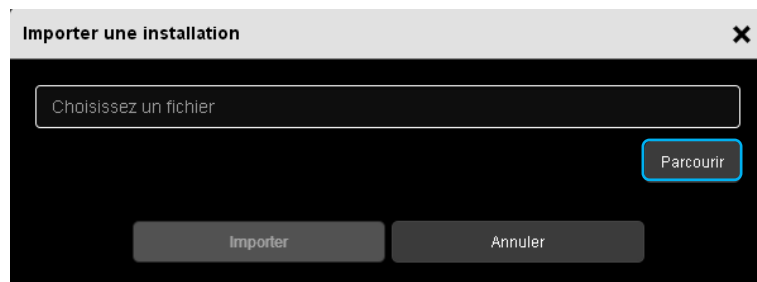 Importer une installation
Choisissez un fichier
Parcourir
Importer
Annuler